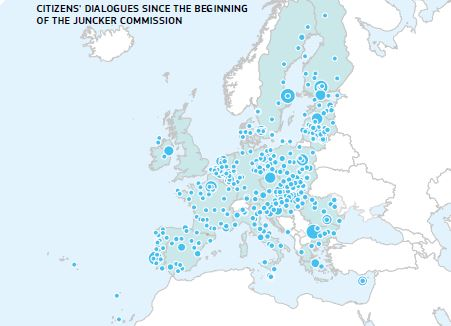 CITIZENS' DIALOGUES SINCE THE BEGINNING
OF THE JUNCKER COMMISSION